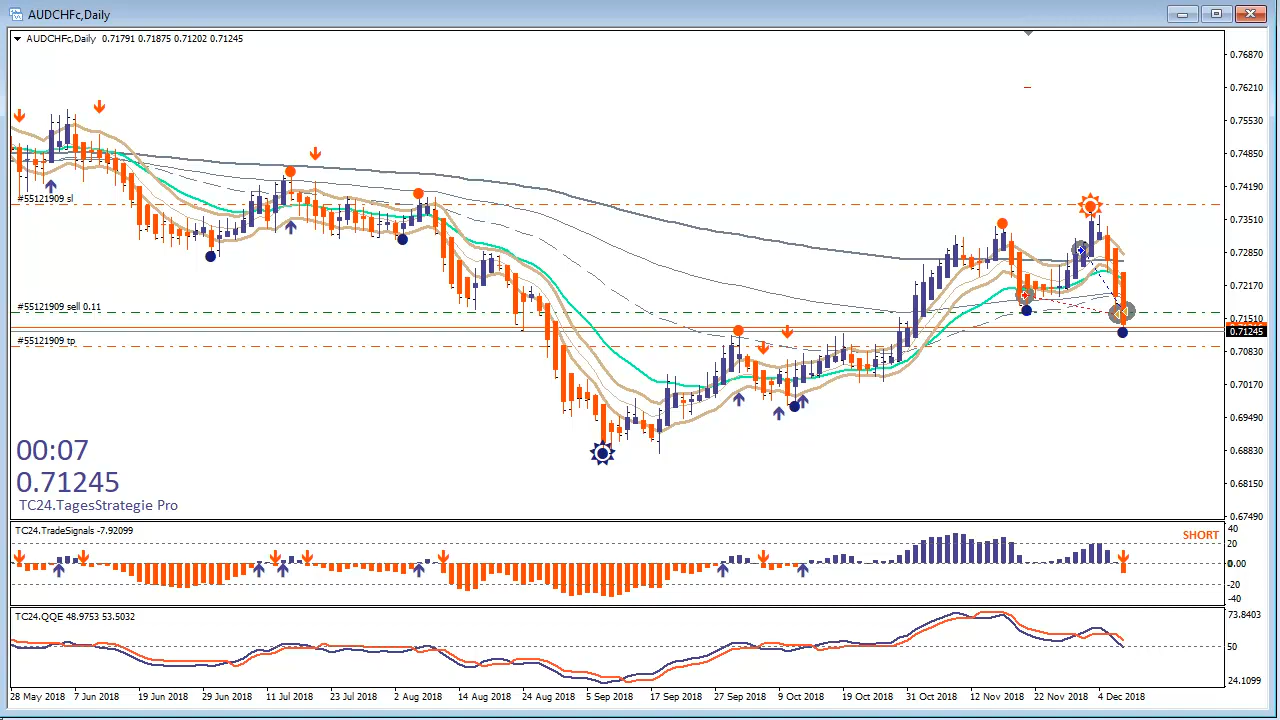 AUDCHFc,Daily
AUDCHFc,Daily 0.71791 0.71875 0.71202 0.71245
0.76870
0.76210
0.75530
0.74850
0.74190
#55121909 sl
0.73510
0.72850
0.72170
#55121909 sell 0.11
0.71510
0.71245
#55121909 tp
0.70830
0.70170
0.69490
0.68830
0.68150
0.67490
00:07
0.71245
TC24.TagesStrategie Pro
TC24.TradeSignals -7.92099
SHORT
40
20
0.00
-20
-40
TC24.QQE 48.9753 53.5032
73.8403
50
24.1099
28 May 2018
7 Jun 2018
19 Jun 2018
29 Jun 2018
11 Jul 2018
23 Jul 2018
2 Aug 2018
14 Aug 2018
24 Aug 2018
5 Sep 2018
17 Sep 2018
27 Sep 2018
9 Oct 2018
19 Oct 2018
31 Oct 2018
12 Nov 2018
22 Nov 2018
4 Dec 2018